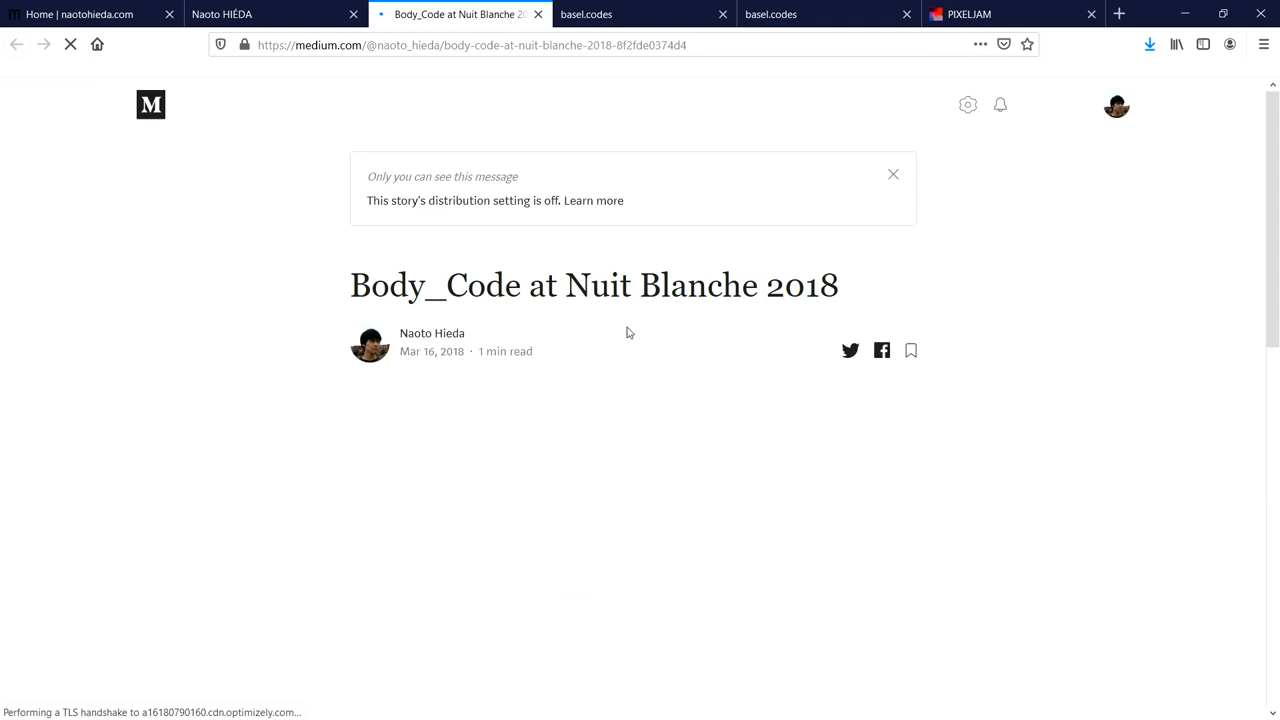 Home | naotohieda.com
Naoto HIÉDA
Body_Code at Nuit Blanche 20
basel.codes
basel.codes
PIXELJAM
https://medium.com/@naoto_hieda/body-code-at-nuit-blanche-2018-8f2fde0374d4
M
Only you can see this message
This story's distribution setting is off. Learn more
Body_Code at Nuit Blanche 2018
Naoto Hieda
Mar 16, 2018 · 1 min read
Performing a TLS handshake to a16180790160.cdn.optimizely.com...